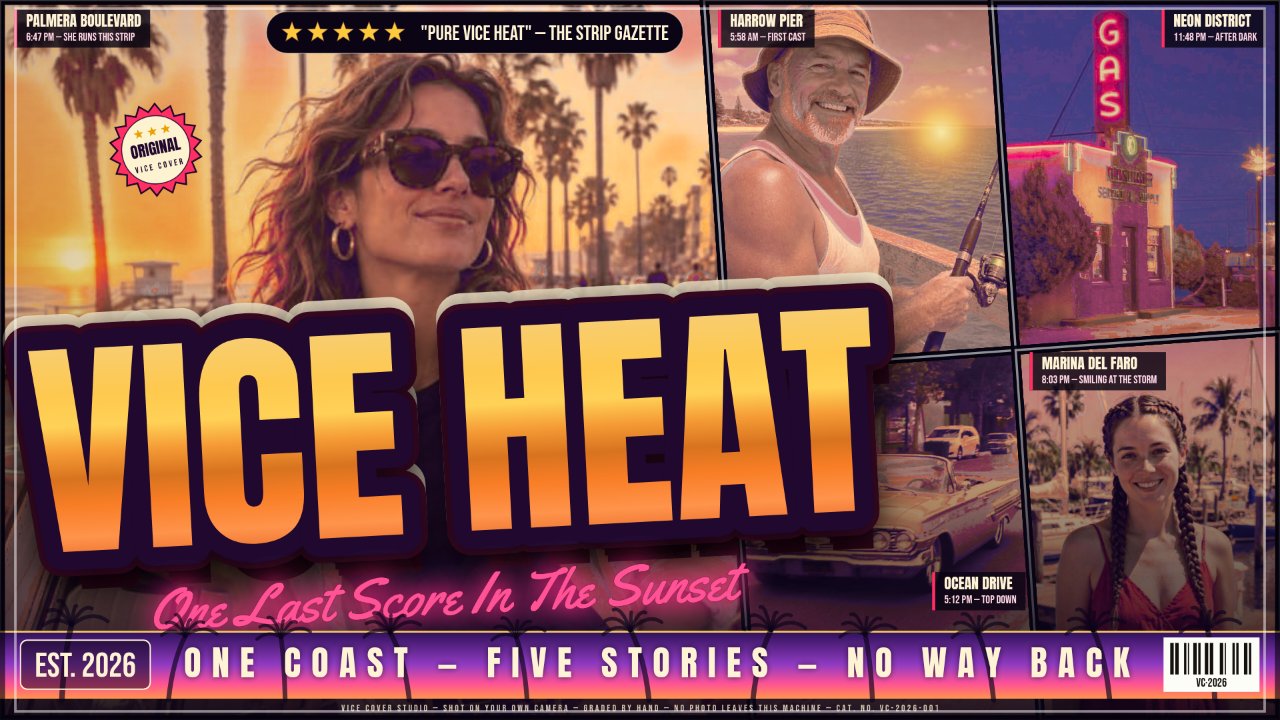 PALMERA BOULEVARD
6:47 PM – SHE RUNS THIS STRIP
"PURE VICE HEAT" – THE STRIP GAZETTE
HARROW PIER
5:58 AM – FIRST CAST
NEON DISTRICT
11:48 PM – AFTER DARK
GAS
ORIGINAL
VICE COVER
VICE HEAT
MARINA DEL FARO
8:03 PM – SMILING AT THE STORM
One Last Score In The Sunset
OCEAN DRIVE
5:12 PM – TOP DOWN
EST. 2026
ONE COAST – FIVE STORIES – NO WAY BACK
VC·2026
VICE COVER STUDIO – SHOT ON YOUR OWN CAMERA – GRADED BY HAND – NO PHOTO LEAVES THIS MACHINE – CAT. NO. VC-2026-001